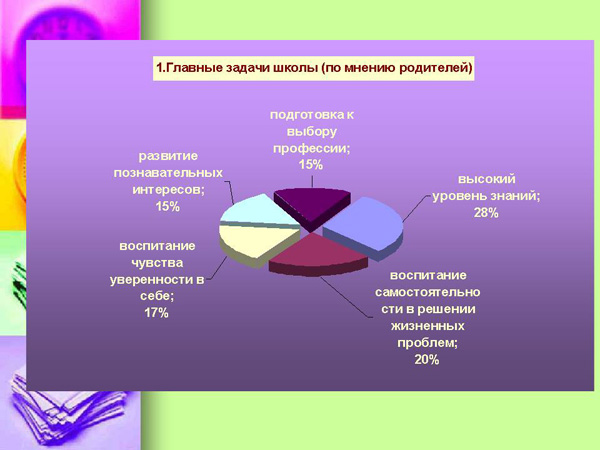 1.Главные задачи школы (по мнению родителей)
подготовка к
выбору
профессии;
15%
развитие
познавательных
интересов;
15%
высокий
уровень знаний;
28%
воспитание
чувства
уверенности в
себе;
17%
воспитание
самостоятельно
сти в решении
жизненных
проблем;
20%